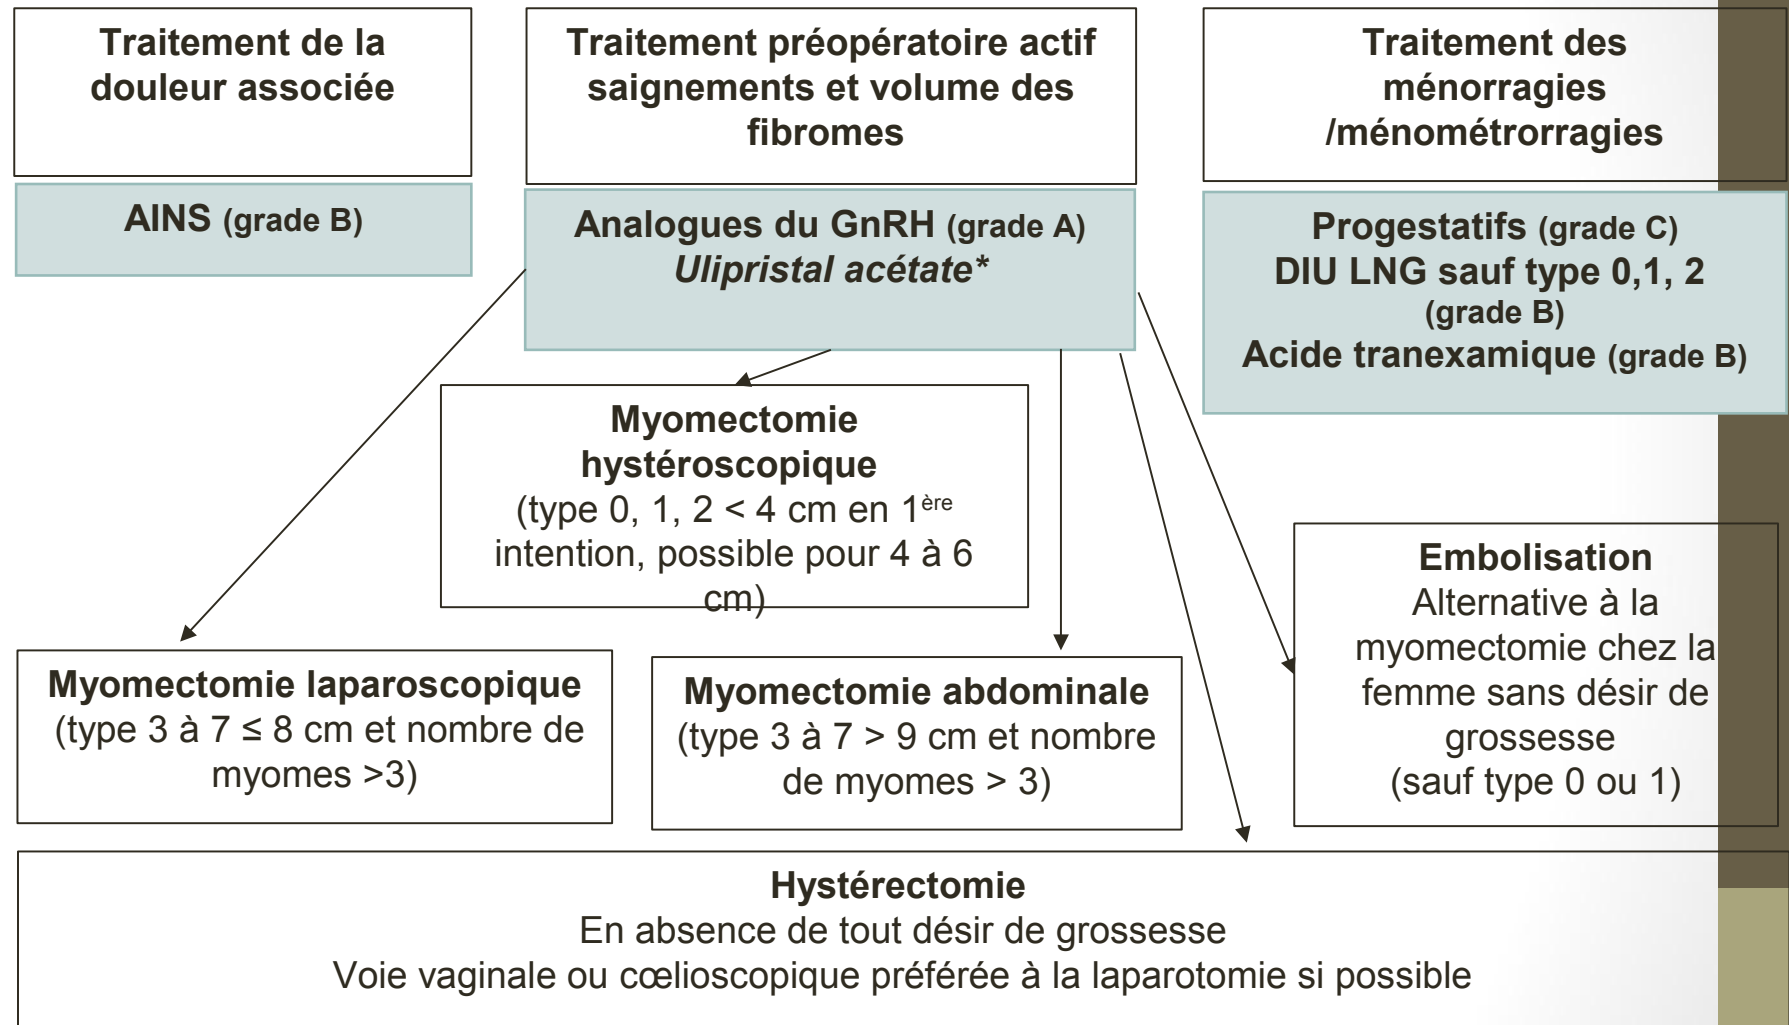 Traitement de la
douleur associée
AINS (grade B)
Traitement préopératoire actif
saignements et volume des
fibromes
Analogues du GnRH (grade A)
Ulipristal acétate*
Traitement des
ménorragies
/ménométrorragies
Progestatifs (grade C)
DIU LNG sauf type 0,1, 2
(grade B)
Acide tranexamique (grade B)
Myomectomie
hystéroscopique
(type 0, 1, 2 < 4 cm en 1ère
intention, possible pour 4 à 6
cm)
Myomectomie laparoscopique
(type 3 à 7 ≤ 8 cm et nombre de
myomes >3)
Myomectomie abdominale
(type 3 à 7 > 9 cm et nombre
de myomes > 3)
Embolisation
Alternative à la
myomectomie chez la
femme sans désir de
grossesse
(sauf type 0 ou 1)
Hystérectomie
En absence de tout désir de grossesse
Voie vaginale ou cœlioscopique préférée à la laparotomie si possible